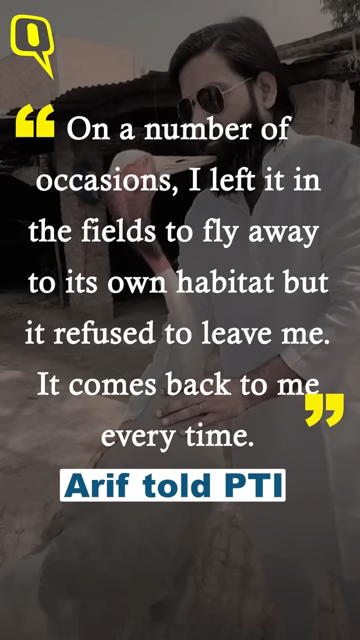 Q
“ On a number of
occasions, I left it in
the fields to fly away
to its own habitat but
it refused to leave me.
It comes back to me
every time. ”
Arif told PTI